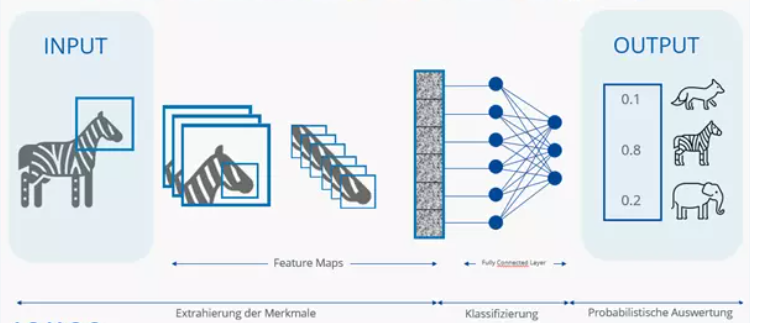 INPUT
OUTPUT
0.1
0.8
0.2
Feature Maps
Fully Connected Layer
Extrahierung der Merkmale
Klassifizierung
Probabilistische Auswertung